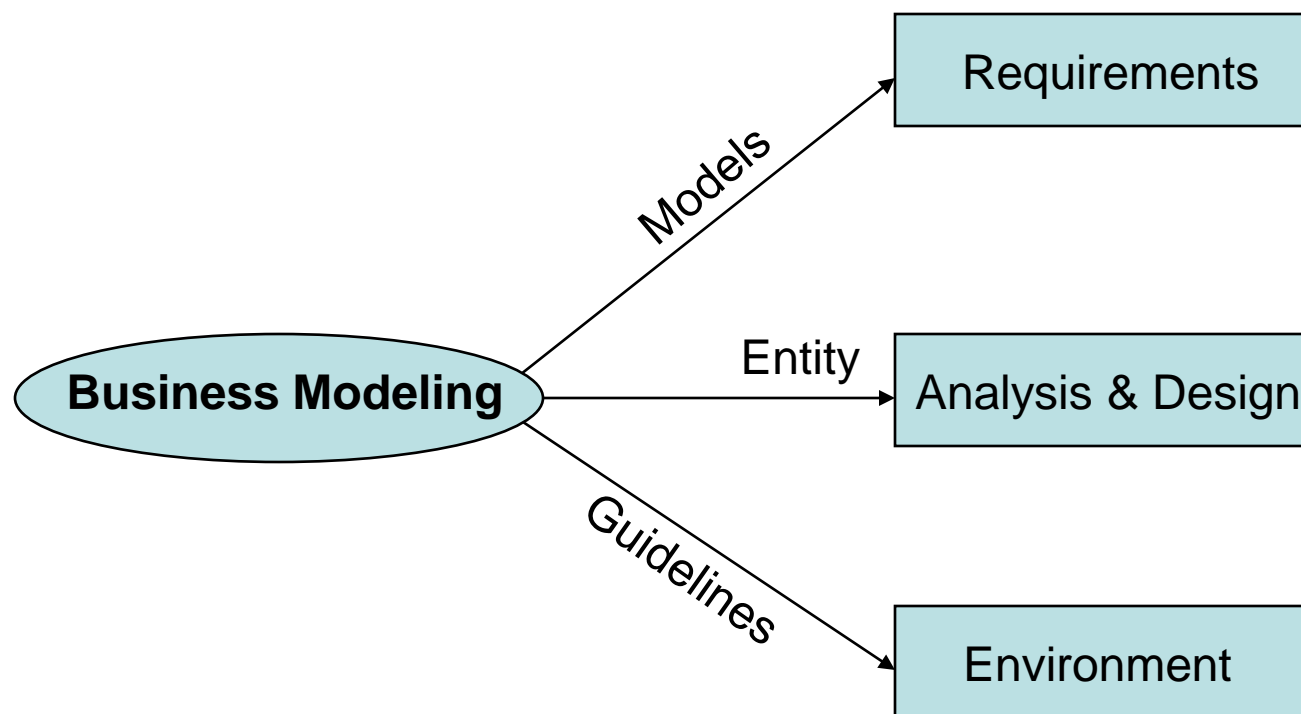 Requirements
Models
Entity
Business Modeling
Analysis & Design
Guidelines
Environment